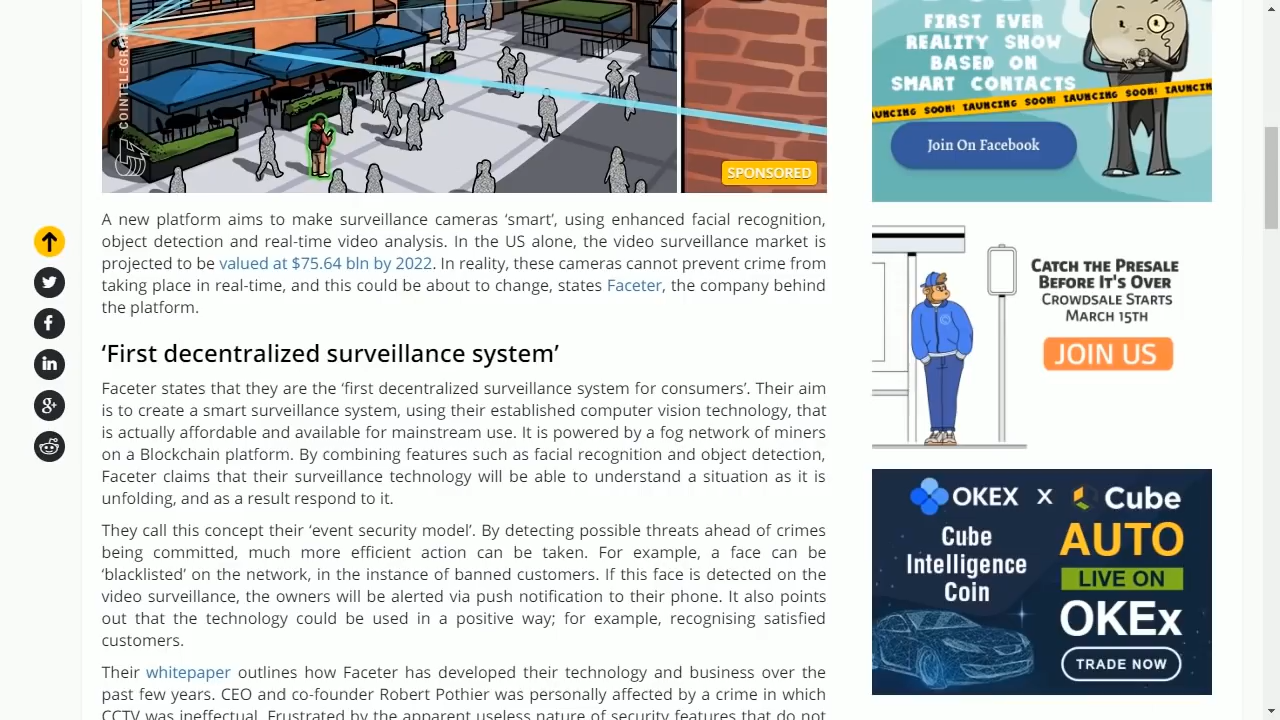 COINTELEGRAPH
SPONSORED
A new platform aims to make surveillance cameras ‘smart’, using enhanced facial recognition,
object detection and real-time video analysis. In the US alone, the video surveillance market is
projected to be valued at $75.64 bln by 2022. In reality, these cameras cannot prevent crime from
taking place in real-time, and this could be about to change, states Faceter, the company behind
the platform.
‘First decentralized surveillance system’
Faceter states that they are the ‘first decentralized surveillance system for consumers’. Their aim
is to create a smart surveillance system, using their established computer vision technology, that
is actually affordable and available for mainstream use. It is powered by a fog network of miners
on a Blockchain platform. By combining features such as facial recognition and object detection,
Faceter claims that their surveillance technology will be able to understand a situation as it is
unfolding, and as a result respond to it.
They call this concept their ‘event security model’. By detecting possible threats ahead of crimes
being committed, much more efficient action can be taken. For example, a face can be
‘blacklisted’ on the network, in the instance of banned customers. If this face is detected on the
video surveillance, the owners will be alerted via push notification to their phone. It also points
out that the technology could be used in a positive way; for example, recognising satisfied
customers.
Their whitepaper outlines how Faceter has developed their technology and business over the
past few years. CEO and co-founder Robert Pothier was personally affected by a crime in which
CCTV was ineffectual. Frustrated by the apparent useless nature of security features that do not
FIRST EVER
REALITY SHOW
BASED ON
SMART CONTACTS
LAUNCING SOON! LAUNCING SOON! LAUNCING SOON!
Join On Facebook
CATCH THE PRESALE
BEFORE IT'S OVER
CROWDSALE STARTS
MARCH 15TH
JOIN US
OKEX X Cube
Cube
Intelligence
Coin
AUTO
LIVE ON
OKEx
TRADE NOW